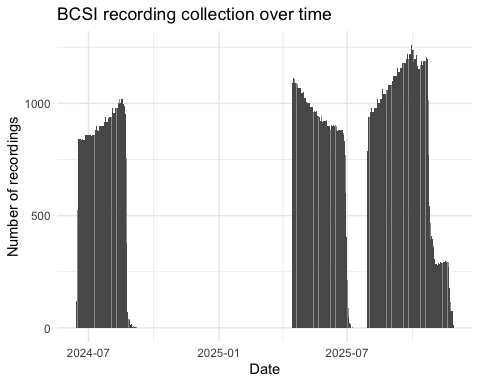 BCSI recording collection over time
Number of recordings
1000
500
0
2024-07
2025-01
2025-07
Date